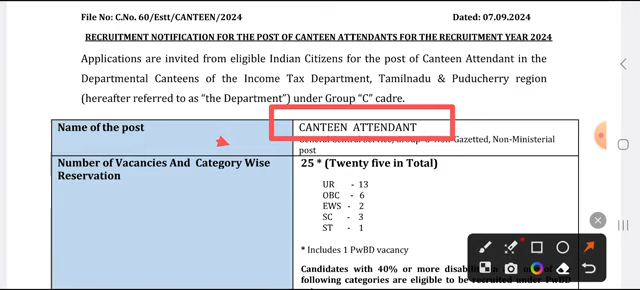 File No: C.No. 60/Estt/CANTEEN/2024 Dated: 07.09.2024
RECRUITMENT NOTIFICATION FOR THE POST OF CANTEEN ATTENDANTS FOR THE RECRUITMENT YEAR 2024
Applications are invited from eligible Indian Citizens for the post of Canteen Attendant in the
Departmental Canteens of the Income Tax Department, Tamilnadu & Puducherry region
(hereafter referred to as “the Department”) under Group “C” cadre.
Name of the post CANTEEN ATTENDANT
General Central Service, Group Non-Gazetted, Non-Ministerial
post
Number of Vacancies And Category Wise 25 * (Twenty five in Total)
Reservation
UR - 13
OBC - 6
EWS - 2
SC - 3
ST - 1
* Includes 1 PwBD vacancy
Candidates with 40% or more
following categories are eligible to be recruited under PwBD